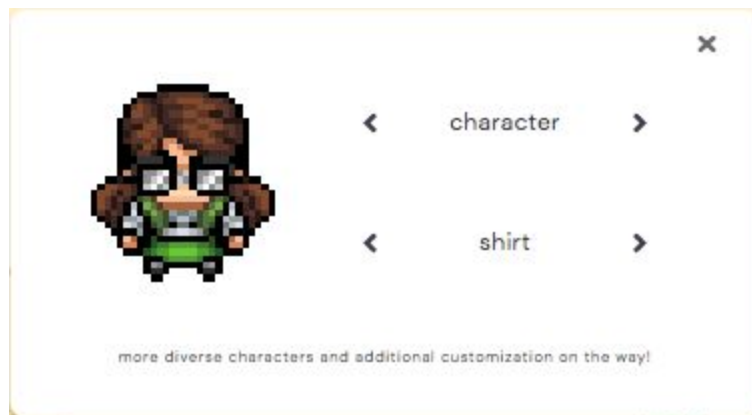 character
shirt
more diverse characters and additional customization on the way!